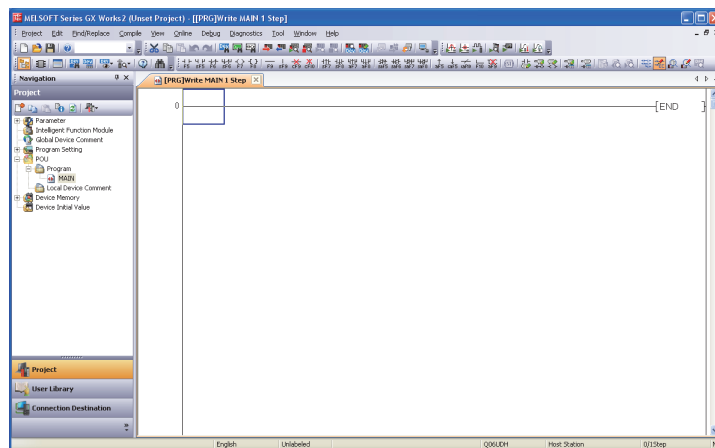 MELSOFT Series GX Works2 (Unset Project) - [[PRG]Write MAIN 1 Step]
Project Edit Find/Replace Compile View Online Debug Diagnostics Tool Window Help
Navigation
[PRG]Write MAIN 1 Step
Project
0
END
Parameter
Intelligent Function Module
Global Device Comment
Program Setting
POU
Program
MAIN
Local Device Comment
Device Memory
Device Initial Value
Project
User Library
Connection Destination
English Unlabeled Q06UDH Host Station 0/1Step